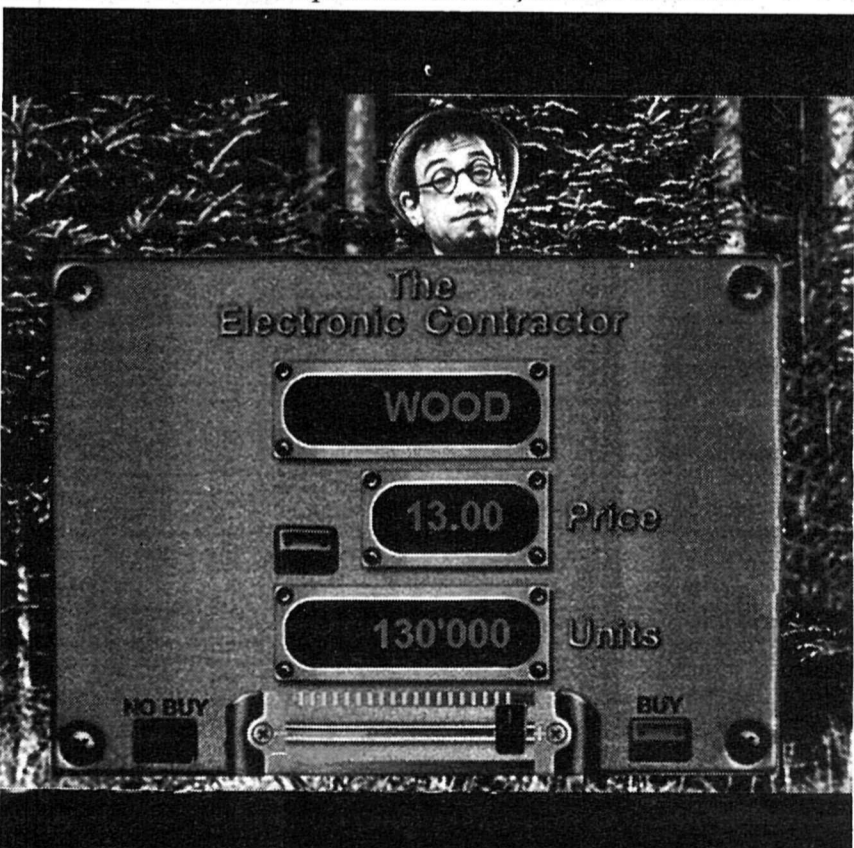 The
Electronic Contractor
WOOD
13.00 Price
130'000 Units
NO BUY
BUY